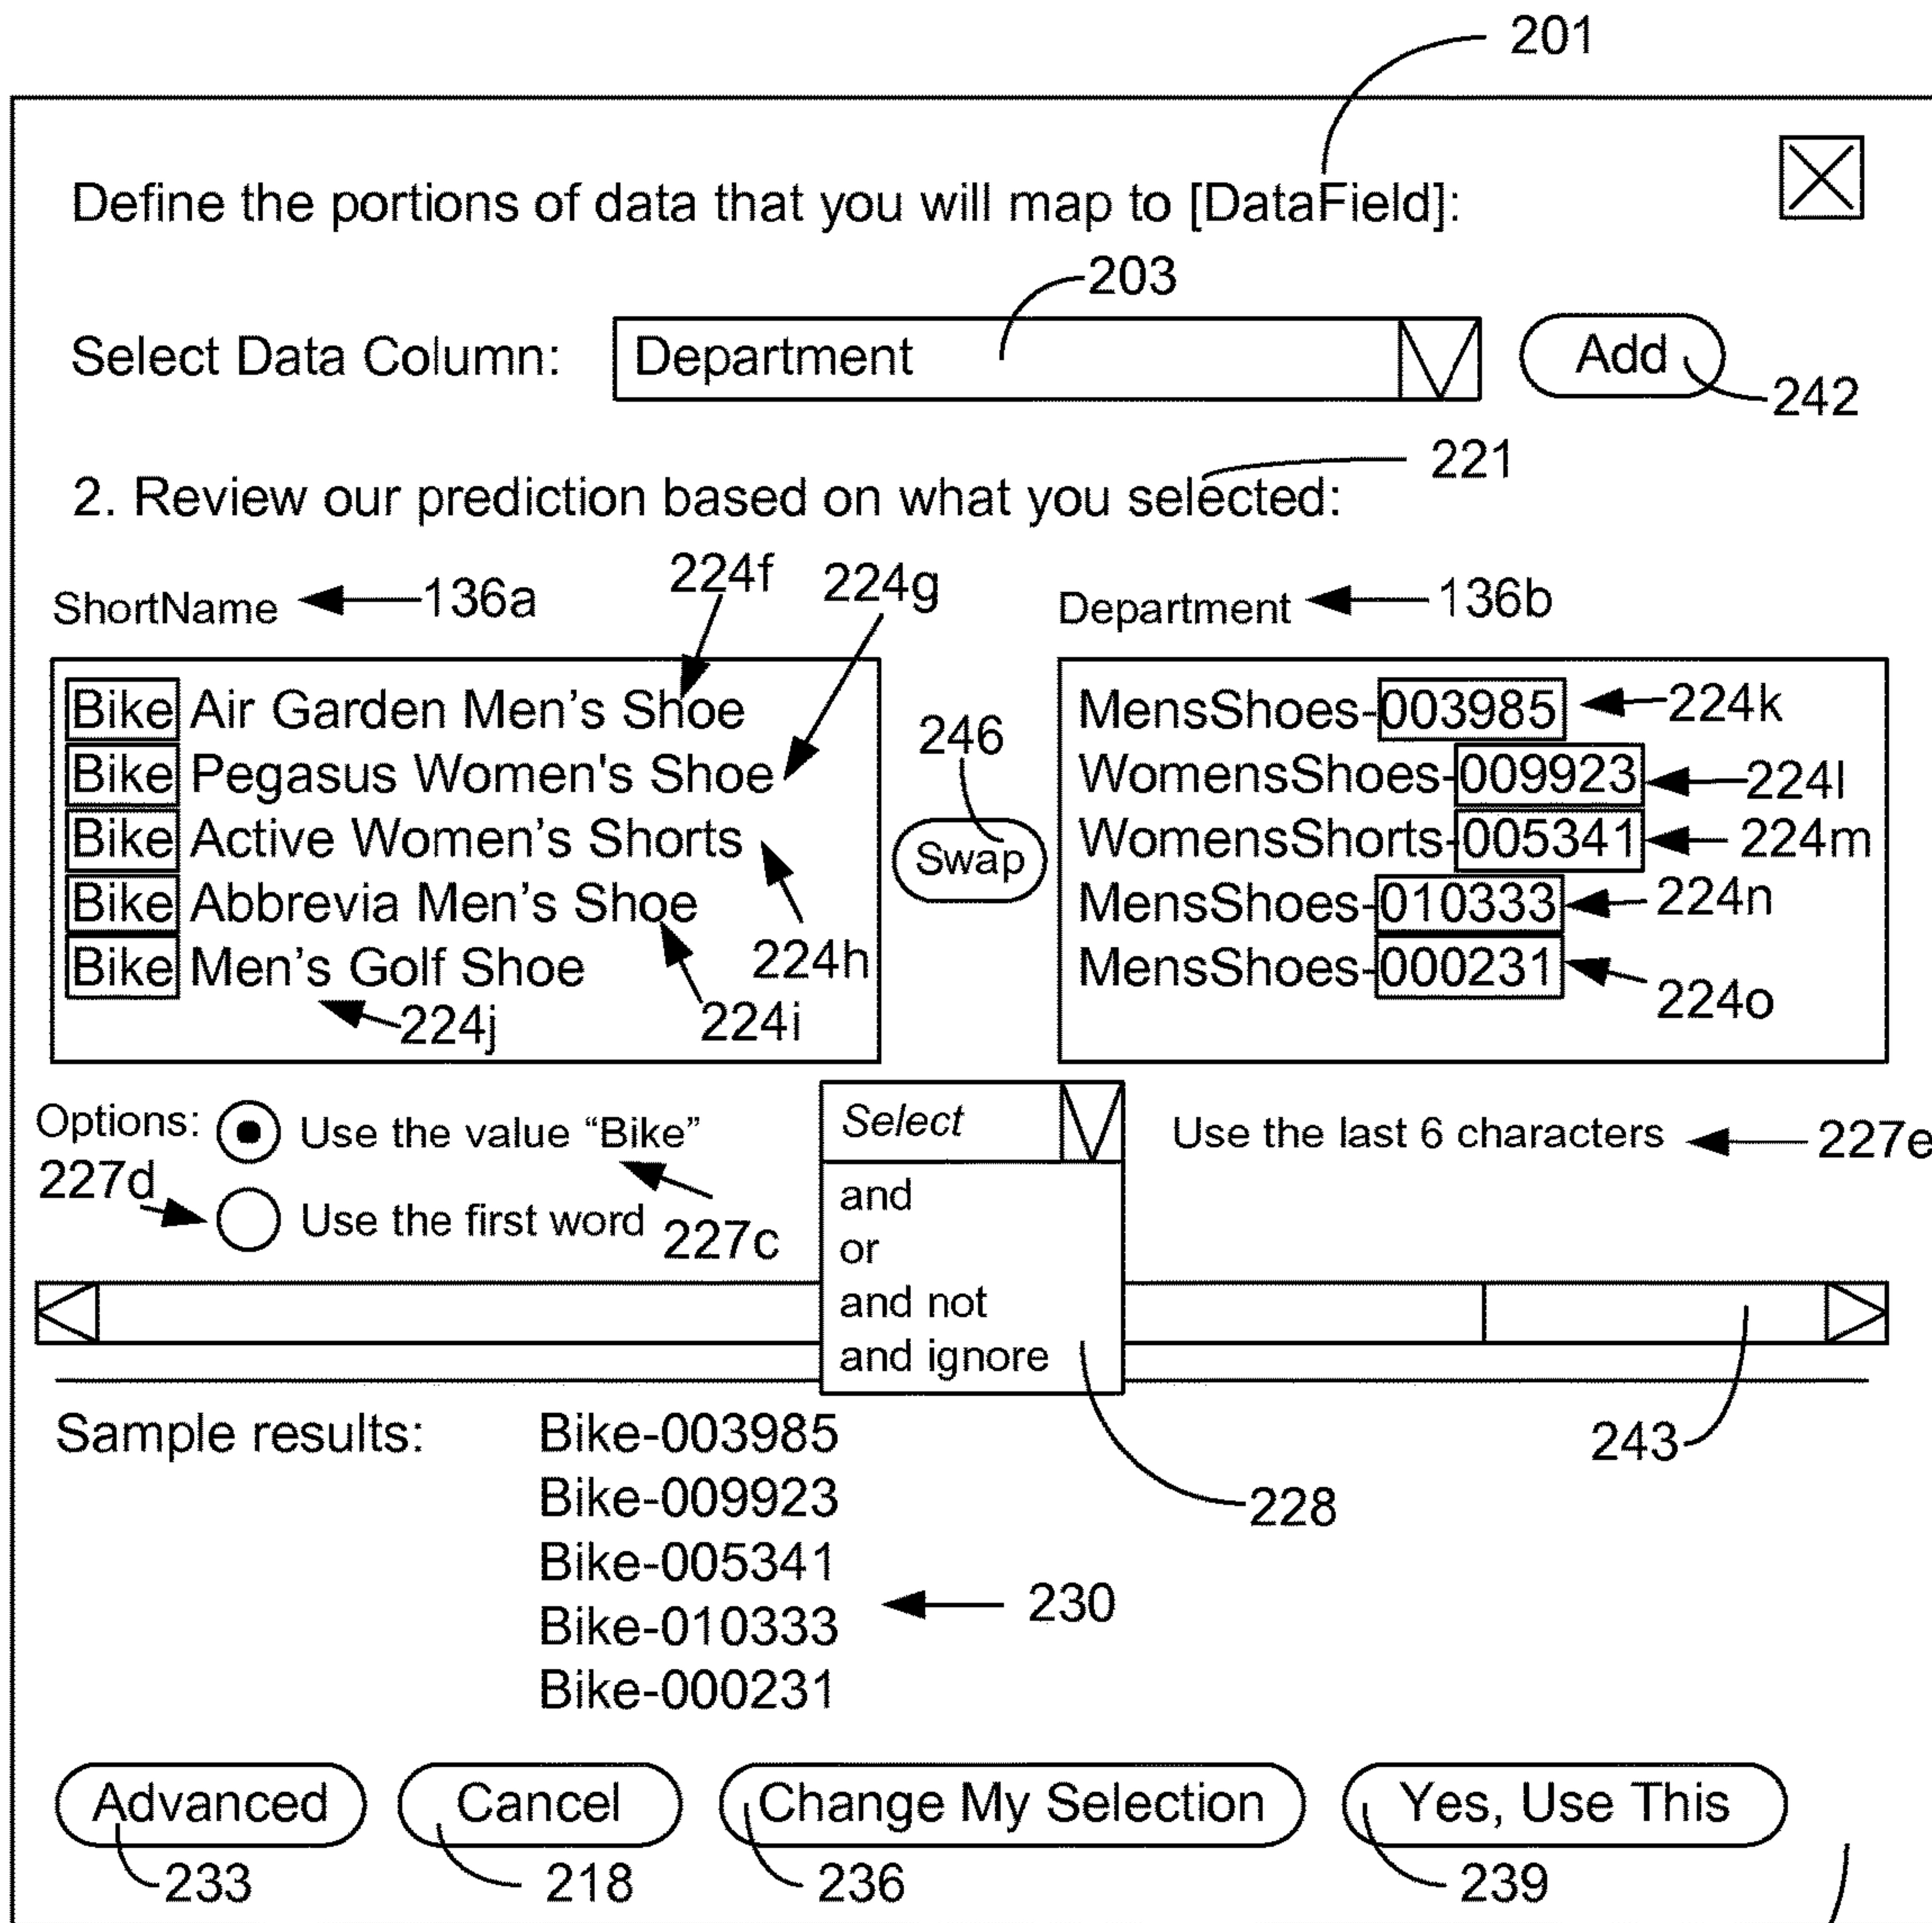 201
Define the portions of data that you will map to [DataField]:
203
Select Data Column: Department Add
242
221
2. Review our prediction based on what you selected:
ShortName 136a 224f 224g Department 136b
Bike Air Garden Men's Shoe MensShoes-003985 224k
Bike Pegasus Women's Shoe 246 WomensShoes-009923 224l
Bike Active Women's Shorts Swap WomensShorts-005341 224m
Bike Abbrevia Men's Shoe MensShoes-010333 224n
Bike Men's Golf Shoe 224h MensShoes-000231
224j 224i 224o
Options: Use the value “Bike” Select Use the last 6 characters 227e
227d and
Use the first word 227c or
and not
and ignore
Sample results: Bike-003985 243
Bike-009923 228
Bike-005341
230
Bike-010333
Bike-000231
Advanced Cancel Change My Selection Yes, Use This
233 218 236 239